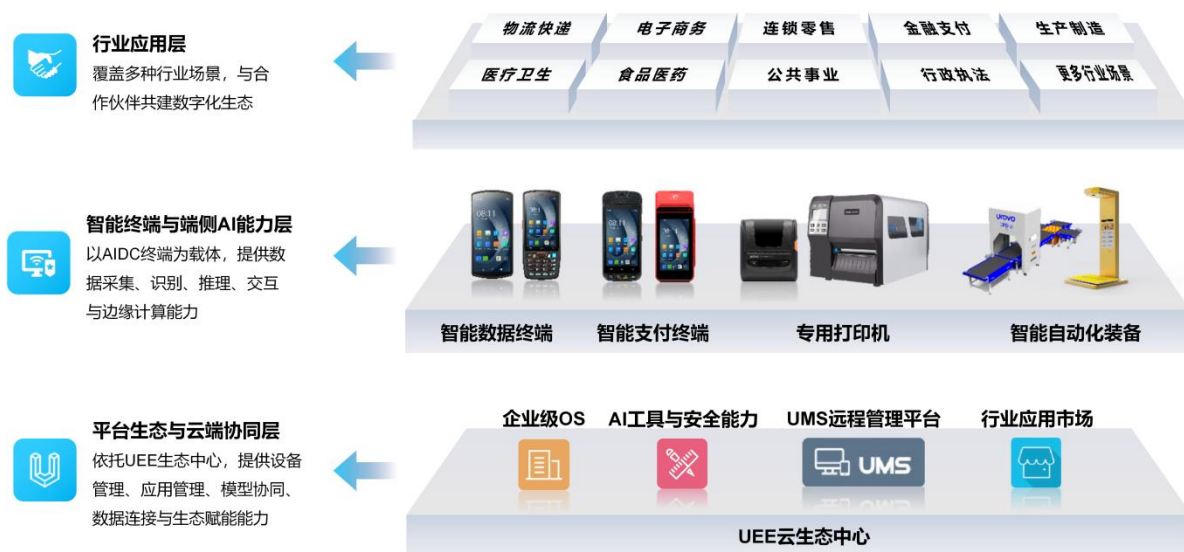 行业应用层
覆盖多种行业场景，与合
作伙伴共建数字化生态
物流快递 电子商务 连锁零售 金融支付 生产制造
医疗卫生 食品医药 公共事业 行政执法 更多行业场景
智能终端与端侧AI能力层
以AIDC终端为载体，提供数
据采集、识别、推理、交互
与边缘计算能力
08:11
08:11
UROVO
智能数据终端 智能支付终端 专用打印机 智能自动化装备
平台生态与云端协同层
依托UEE生态中心，提供设备
管理、应用管理、模型协同、
数据连接与生态赋能能力
企业级OS AI工具与安全能力 UMS远程管理平台 行业应用市场
UMS
UEE云生态中心